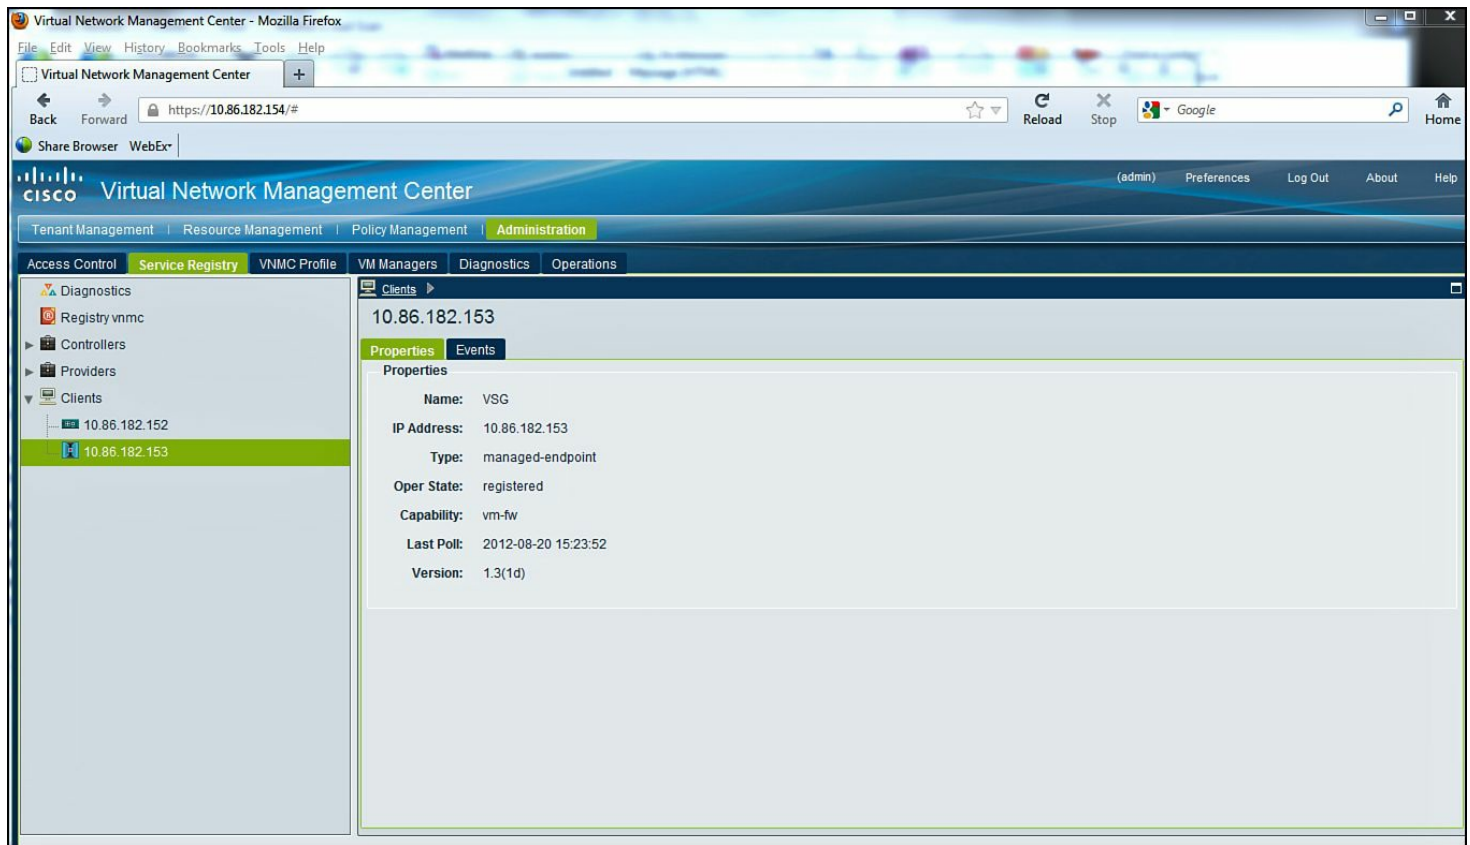 Virtual Network Management Center - Mozilla Firefox
File Edit View History Bookmarks Tools Help
Virtual Network Management Center +
Back Forward https://10.86.182.154/# Reload Stop Google Home
Share Browser WebEx
CISCO Virtual Network Management Center (admin) Preferences Log Out About Help
Tenant Management | Resource Management | Policy Management | Administration
Access Control Service Registry VNMC Profile VM Managers Diagnostics Operations
Diagnostics
Registry vnmc
Controllers
Providers
Clients
10.86.182.152
10.86.182.153
Clients
10.86.182.153
Properties Events
Properties
Name: VSG
IP Address: 10.86.182.153
Type: managed-endpoint
Oper State: registered
Capability: vm-fw
Last Poll: 2012-08-20 15:23:52
Version: 1.3(1d)